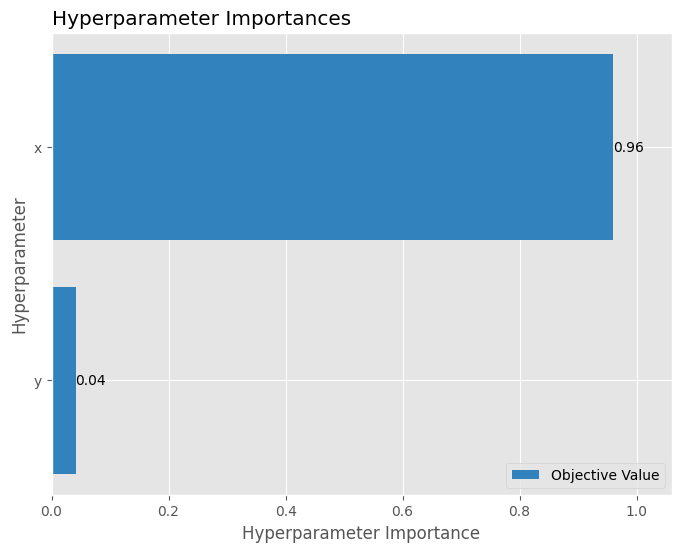 Hyperparameter Importances
Hyperparameter
x
0.96
y
0.04
Objective Value
0.0 0.2 0.4 0.6 0.8 1.0
Hyperparameter Importance